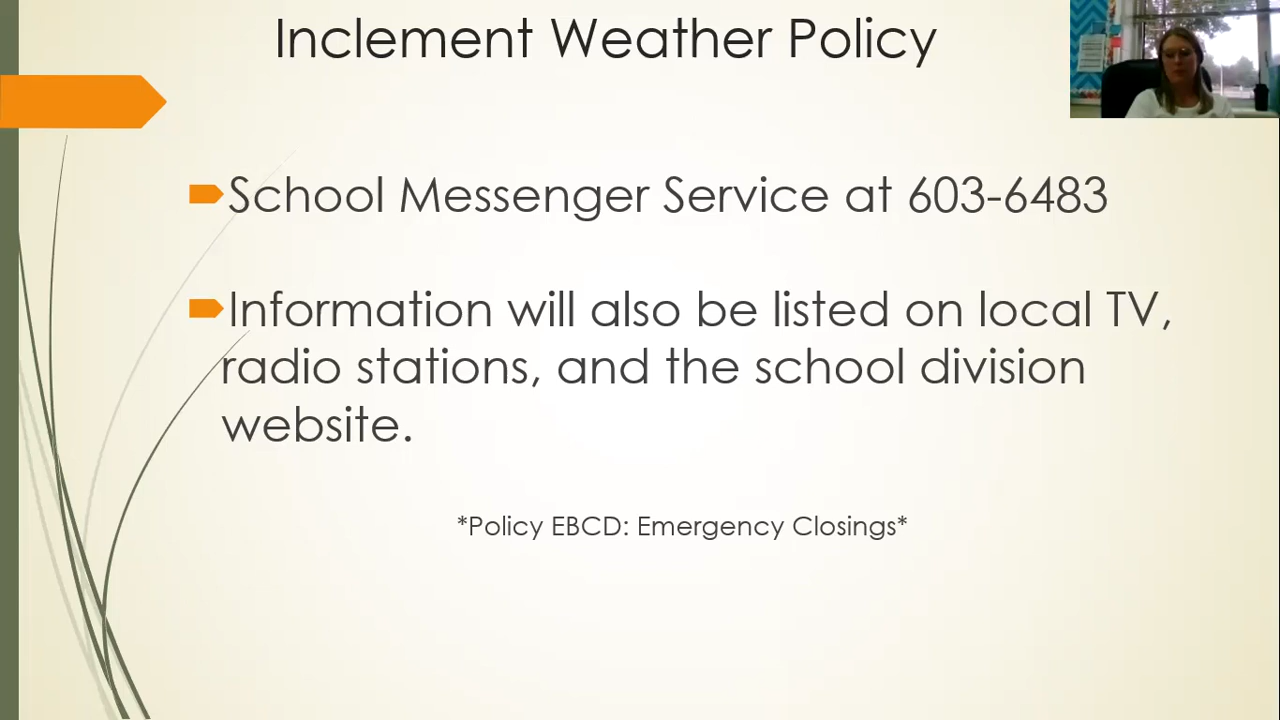 Inclement Weather Policy
School Messenger Service at 603-6483
Information will also be listed on local TV,
radio stations, and the school division
website.
*Policy EBCD: Emergency Closings*